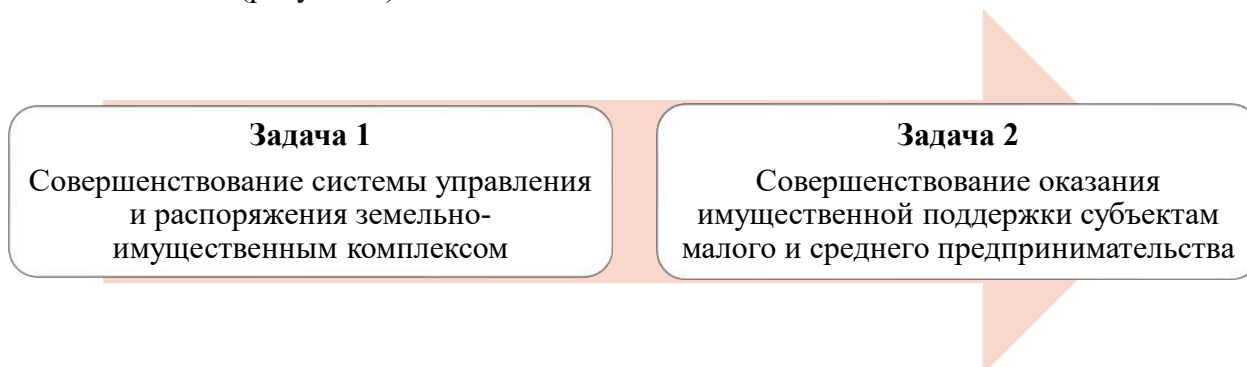 Задача 1
Совершенствование системы управления
и распоряжения земельно-
имущественным комплексом
Задача 2
Совершенствование оказания
имущественной поддержки субъектам
малого и среднего предпринимательства